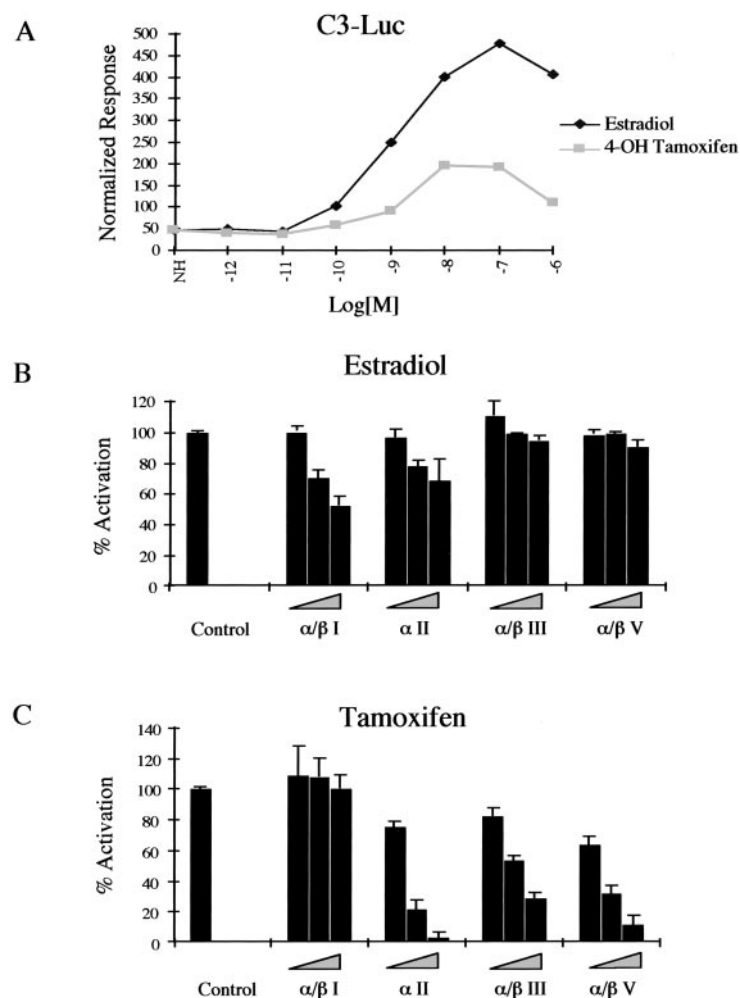 A
C3-Luc
Normalized Response
500
450
400
350
300
250
200
150
100
50
0
NH
-12
-11
-10
-9
-8
-7
-6
Log[M]
Estradiol
4-OH Tamoxifen
B
Estradiol
% Activation
120
100
80
60
40
20
0
Control
α/β I
α II
α/β III
α/β V
C
Tamoxifen
% Activation
140
120
100
80
60
40
20
0
Control
α/β I
α II
α/β III
α/β V